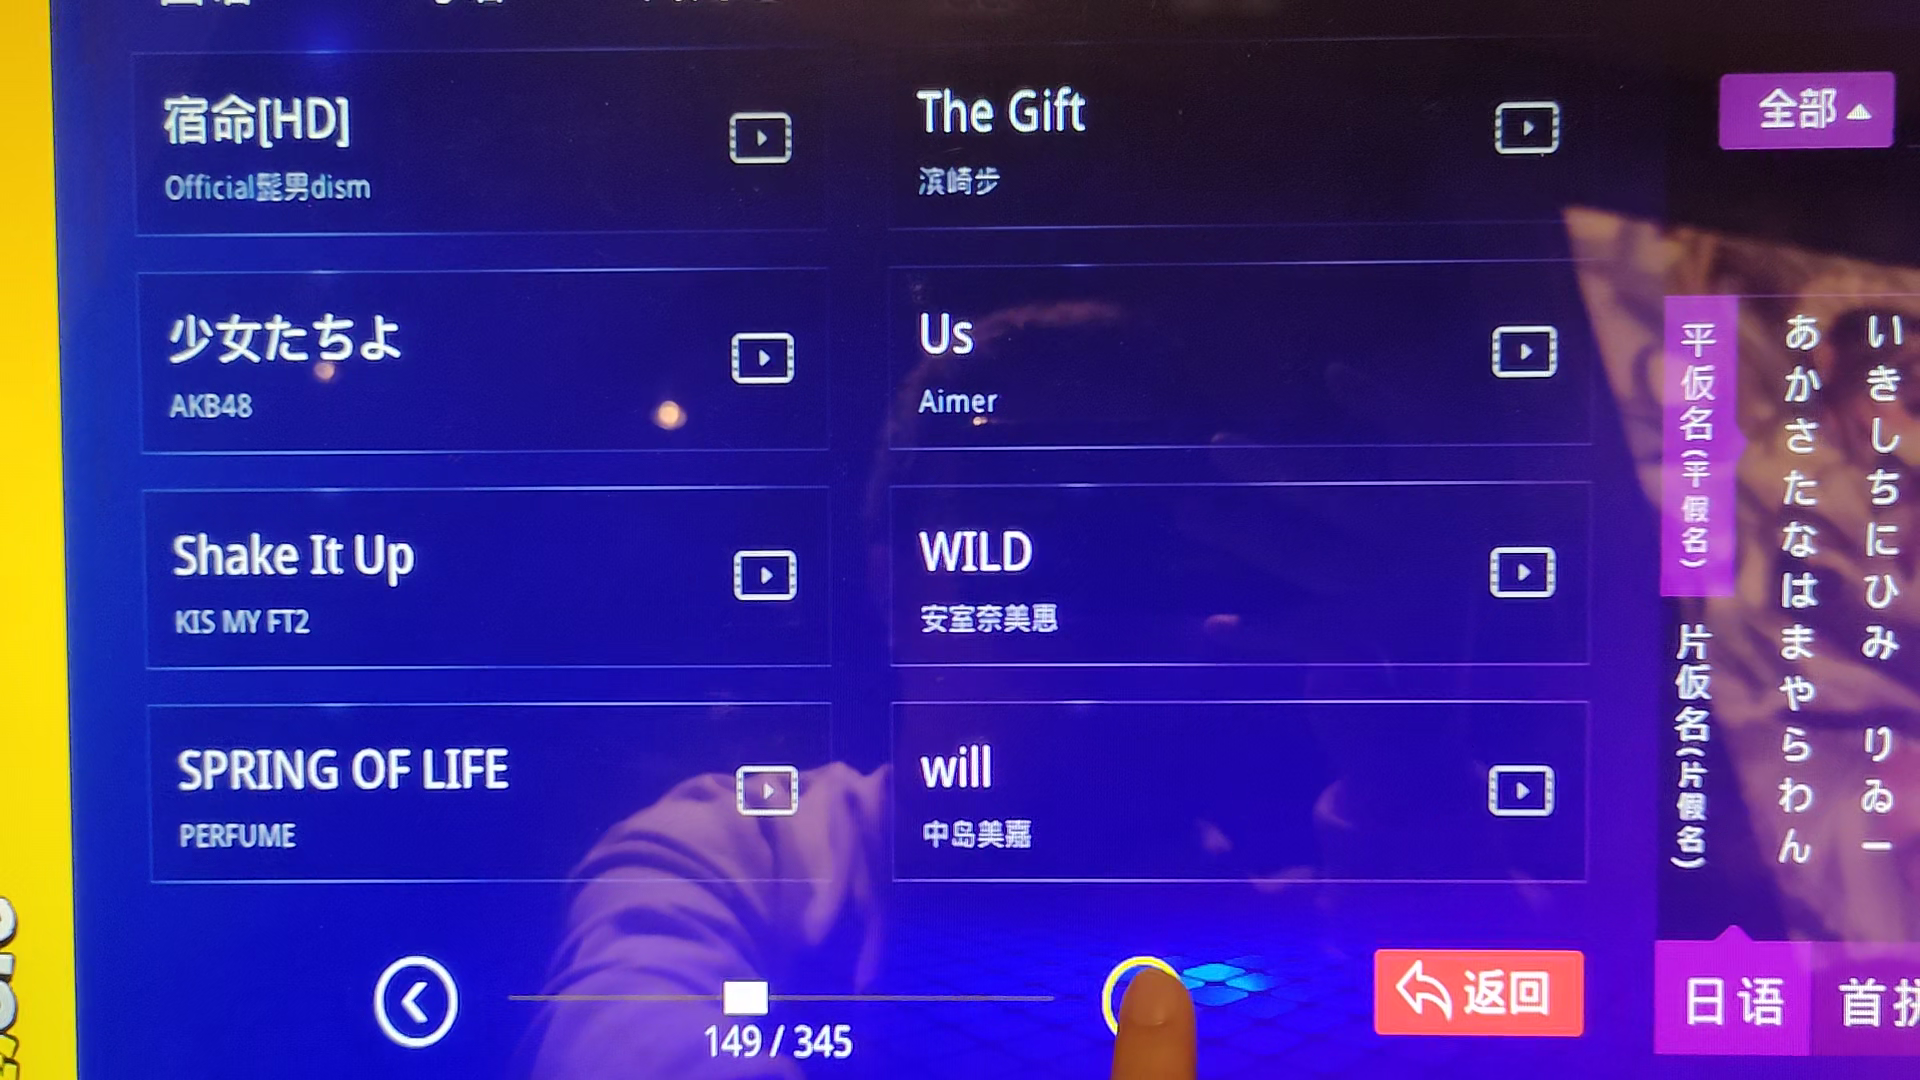 宿命[HD]
Official髭男dism
The Gift
滨崎步
少女たちよ
AKB48
Us
Aimer
Shake It Up
KIS MY FT2
WILD
安室奈美惠
SPRING OF LIFE
PERFUME
will
中岛美嘉
149 / 345
返回
全部
平仮名(平假名)
片仮名(片假名)
あかさたなはまやらわん
いきしちにひみ りゐー
日语
首拼